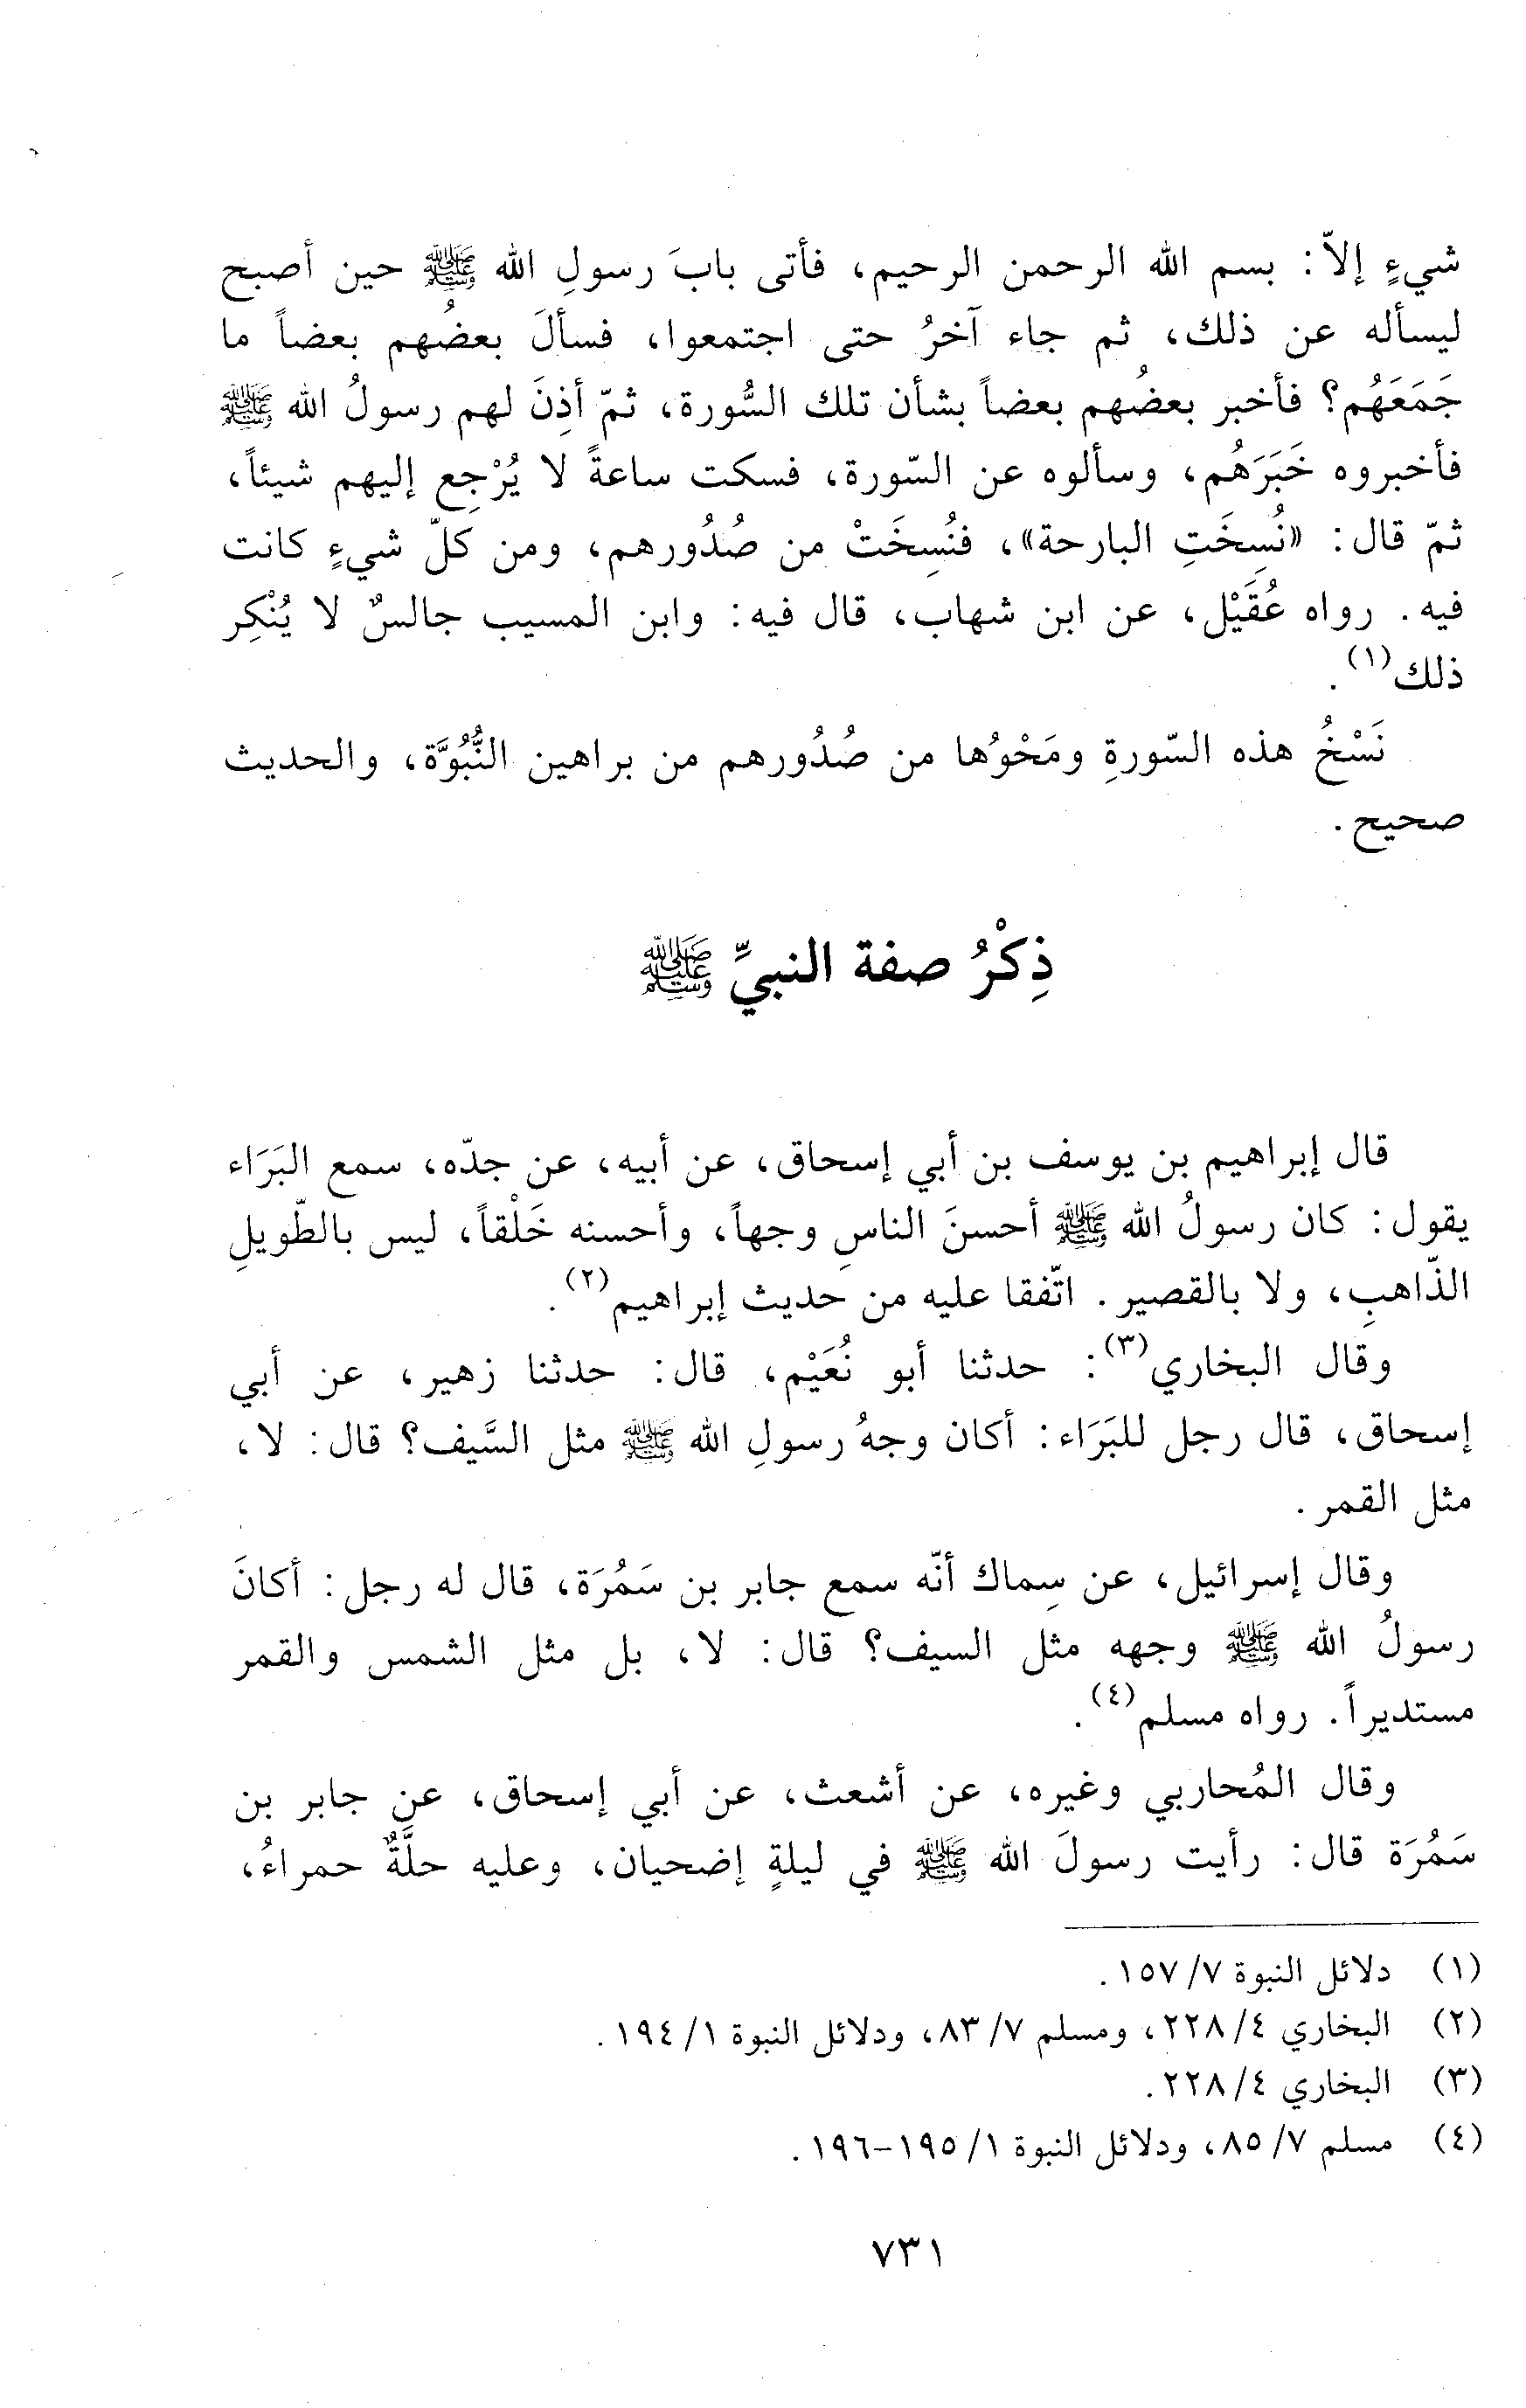 شيءٍ إلاّ: بسم الله الرحمن الرحيم، فأتى بابَ رسولِ الله ﷺ حين أصبح
ليسأله عن ذلك، ثم جاء آخرُ حتى اجتمعوا، فسألَ بعضُهم بعضاً ما
جَمَعَهُم؟ فأخبر بعضُهم بعضاً بشأن تلك السُّورة، ثمّ أذِنَ لهم رسولُ الله ﷺ
فأخبروه خَبَرَهُم، وسألوه عن السّورة، فسكت ساعةً لا يُرْجِع إليهم شيئاً،
ثمّ قال: «نُسِخَتِ البارحة»، فنُسِخَتْ من صُدُورهم، ومن كلّ شيءٍ كانت
فيه. رواه عُقَيْل، عن ابن شهاب، قال فيه: وابن المسيب جالسٌ لا يُنْكِر
ذلك(١).
نَسْخُ هذه السّورةِ ومَحْوُها من صُدُورهم من براهين النُّبُوَّة، والحديث
صحيح.
ذِكْرُ صفة النبيِّ ﷺ
قال إبراهيم بن يوسف بن أبي إسحاق، عن أبيه، عن جدّه، سمع البَرَاء
يقول: كان رسولُ الله ﷺ أحسنَ الناسِ وجهاً، وأحسنه خَلْقاً، ليس بالطّويلِ
الذّاهبِ، ولا بالقصير. اتّفقا عليه من حديث إبراهيم(٢).
وقال البخاري(٣): حدثنا أبو نُعَيْم، قال: حدثنا زهير، عن أبي
إسحاق، قال رجل للبَرَاء: أكان وجهُ رسولِ الله ﷺ مثل السَّيف؟ قال: لا،
مثل القمر.
وقال إسرائيل، عن سِماك أنّه سمع جابر بن سَمُرَة، قال له رجل: أكانَ
رسولُ الله ﷺ وجهه مثل السيف؟ قال: لا، بل مثل الشمس والقمر
مستديراً. رواه مسلم(٤).
وقال المُحاربي وغيره، عن أشعث، عن أبي إسحاق، عن جابر بن
سَمُرَة قال: رأيت رسولَ الله ﷺ في ليلةٍ إضحيان، وعليه حلَّةٌ حمراءُ،
(١) دلائل النبوة ٧/ ١٥٧.
(٢) البخاري ٤/ ٢٢٨، ومسلم ٧/ ٨٣، ودلائل النبوة ١/ ١٩٤.
(٣) البخاري ٤/ ٢٢٨.
(٤) مسلم ٧/ ٨٥، ودلائل النبوة ١/ ١٩٥-١٩٦.
٧٣١